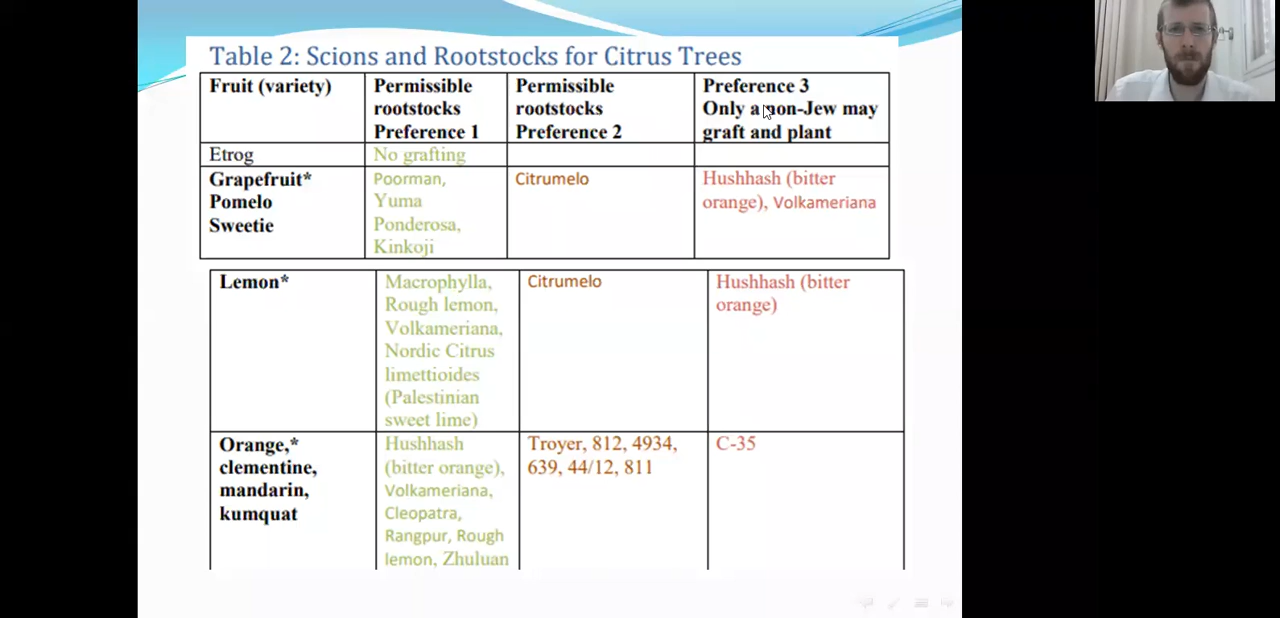 Table 2: Scions and Rootstocks for Citrus Trees
Fruit (variety)
Permissible
rootstocks
Preference 1
Permissible
rootstocks
Preference 2
Preference 3
Only a non-Jew may
graft and plant
Etrog
No grafting
Grapefruit*
Pomelo
Sweetie
Poorman,
Yuma
Ponderosa,
Kinkoji
Citrumelo
Hushhash (bitter
orange), Volkameriana
Lemon*
Macrophylla,
Rough lemon,
Volkameriana,
Nordic Citrus
limettioides
(Palestinian
sweet lime)
Citrumelo
Hushhash (bitter
orange)
Orange,*
clementine,
mandarin,
kumquat
Hushhash
(bitter orange),
Volkameriana,
Cleopatra,
Rangpur, Rough
lemon, Zhuluan
Troyer, 812, 4934,
639, 44/12, 811
C-35